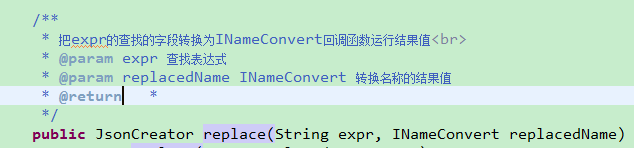 /**
* 把expr的查找的字段转换为INameConvert回调函数运行结果值<br>
* @param expr 查找表达式
* @param replacedName INameConvert 转换名称的结果值
* @return *
*/
public JsonCreator replace(String expr, INameConvert replacedName)